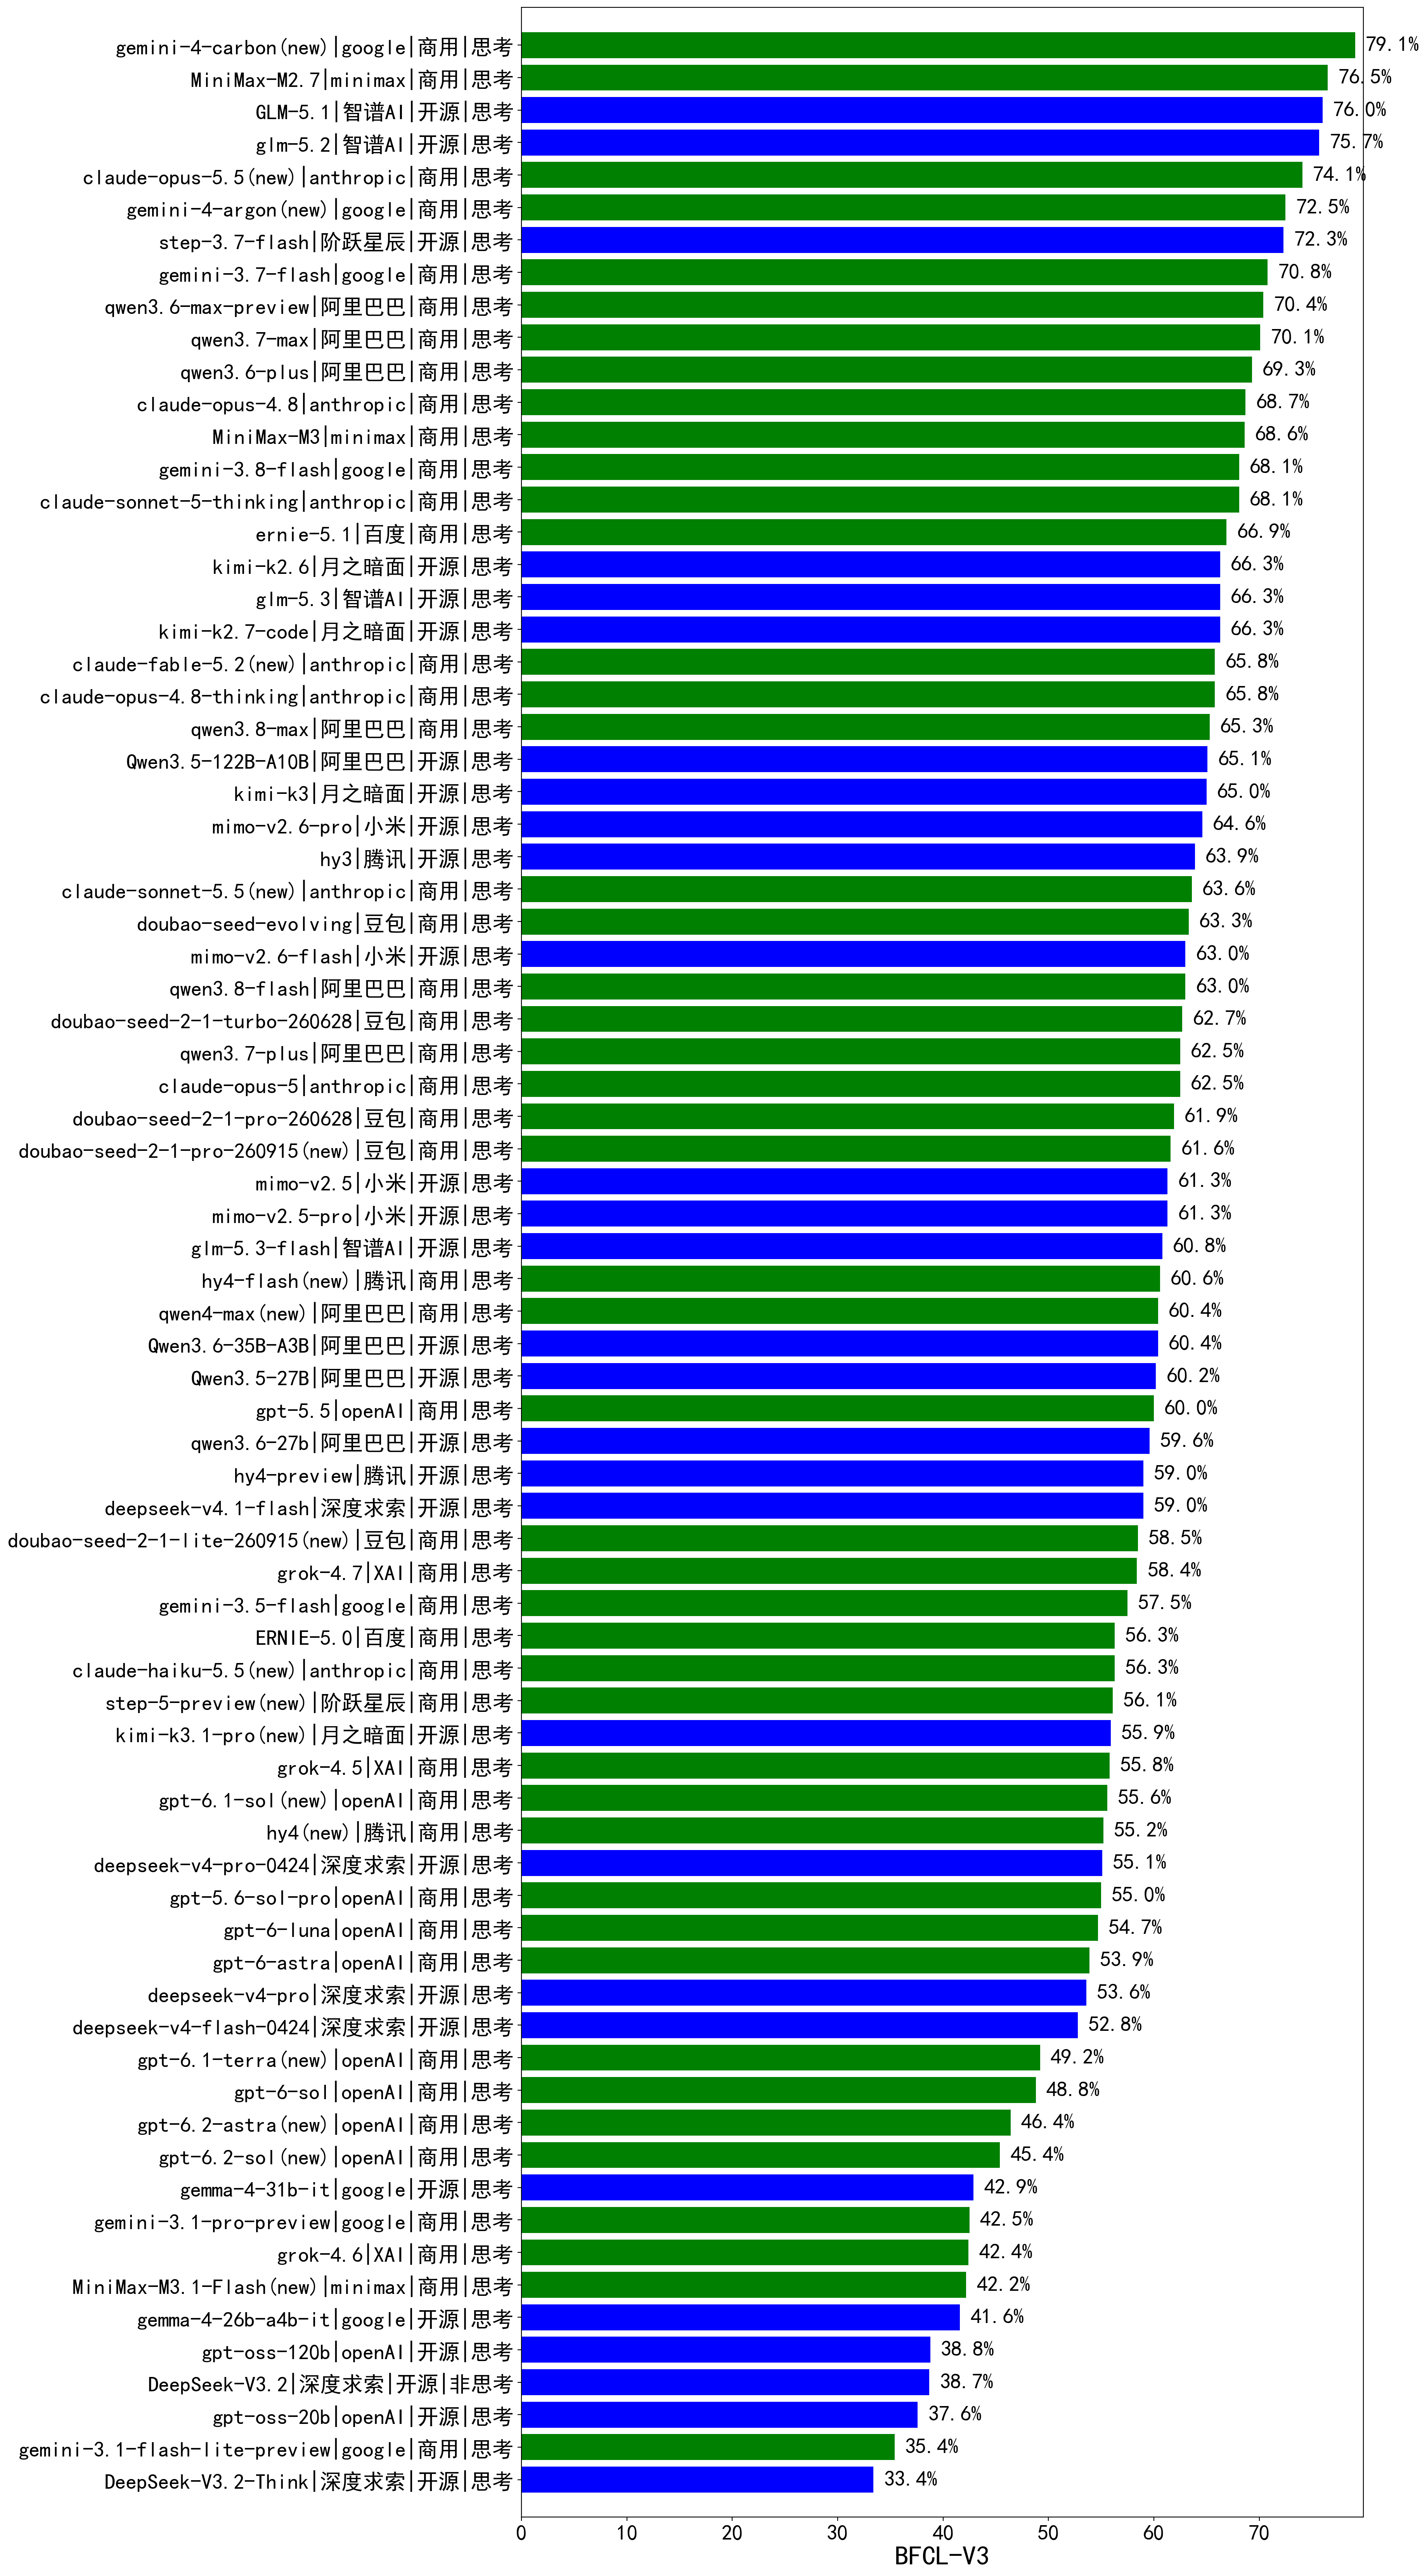 gemini-4-carbon(new)|google|商用|思考 79.1%
MiniMax-M2.7|minimax|商用|思考 76.5%
GLM-5.1|智谱AI|开源|思考 76.0%
glm-5.2|智谱AI|开源|思考 75.7%
claude-opus-5.5(new)|anthropic|商用|思考 74.1%
gemini-4-argon(new)|google|商用|思考 72.5%
step-3.7-flash|阶跃星辰|开源|思考 72.3%
gemini-3.7-flash|google|商用|思考 70.8%
qwen3.6-max-preview|阿里巴巴|商用|思考 70.4%
qwen3.7-max|阿里巴巴|商用|思考 70.1%
qwen3.6-plus|阿里巴巴|商用|思考 69.3%
claude-opus-4.8|anthropic|商用|思考 68.7%
MiniMax-M3|minimax|商用|思考 68.6%
gemini-3.8-flash|google|商用|思考 68.1%
claude-sonnet-5-thinking|anthropic|商用|思考 68.1%
ernie-5.1|百度|商用|思考 66.9%
kimi-k2.6|月之暗面|开源|思考 66.3%
glm-5.3|智谱AI|开源|思考 66.3%
kimi-k2.7-code|月之暗面|开源|思考 66.3%
claude-fable-5.2(new)|anthropic|商用|思考 65.8%
claude-opus-4.8-thinking|anthropic|商用|思考 65.8%
qwen3.8-max|阿里巴巴|商用|思考 65.3%
Qwen3.5-122B-A10B|阿里巴巴|开源|思考 65.1%
kimi-k3|月之暗面|开源|思考 65.0%
mimo-v2.6-pro|小米|开源|思考 64.6%
hy3|腾讯|开源|思考 63.9%
claude-sonnet-5.5(new)|anthropic|商用|思考 63.6%
doubao-seed-evolving|豆包|商用|思考 63.3%
mimo-v2.6-flash|小米|开源|思考 63.0%
qwen3.8-flash|阿里巴巴|商用|思考 63.0%
doubao-seed-2-1-turbo-260628|豆包|商用|思考 62.7%
qwen3.7-plus|阿里巴巴|商用|思考 62.5%
claude-opus-5|anthropic|商用|思考 62.5%
doubao-seed-2-1-pro-260628|豆包|商用|思考 61.9%
doubao-seed-2-1-pro-260915(new)|豆包|商用|思考 61.6%
mimo-v2.5|小米|开源|思考 61.3%
mimo-v2.5-pro|小米|开源|思考 61.3%
glm-5.3-flash|智谱AI|开源|思考 60.8%
hy4-flash(new)|腾讯|商用|思考 60.6%
qwen4-max(new)|阿里巴巴|商用|思考 60.4%
Qwen3.6-35B-A3B|阿里巴巴|开源|思考 60.4%
Qwen3.5-27B|阿里巴巴|开源|思考 60.2%
gpt-5.5|openAI|商用|思考 60.0%
qwen3.6-27b|阿里巴巴|开源|思考 59.6%
hy4-preview|腾讯|开源|思考 59.0%
deepseek-v4.1-flash|深度求索|开源|思考 59.0%
doubao-seed-2-1-lite-260915(new)|豆包|商用|思考 58.5%
grok-4.7|XAI|商用|思考 58.4%
gemini-3.5-flash|google|商用|思考 57.5%
ERNIE-5.0|百度|商用|思考 56.3%
claude-haiku-5.5(new)|anthropic|商用|思考 56.3%
step-5-preview(new)|阶跃星辰|商用|思考 56.1%
kimi-k3.1-pro(new)|月之暗面|开源|思考 55.9%
grok-4.5|XAI|商用|思考 55.8%
gpt-6.1-sol(new)|openAI|商用|思考 55.6%
hy4(new)|腾讯|商用|思考 55.2%
deepseek-v4-pro-0424|深度求索|开源|思考 55.1%
gpt-5.6-sol-pro|openAI|商用|思考 55.0%
gpt-6-luna|openAI|商用|思考 54.7%
gpt-6-astra|openAI|商用|思考 53.9%
deepseek-v4-pro|深度求索|开源|思考 53.6%
deepseek-v4-flash-0424|深度求索|开源|思考 52.8%
gpt-6.1-terra(new)|openAI|商用|思考 49.2%
gpt-6-sol|openAI|商用|思考 48.8%
gpt-6.2-astra(new)|openAI|商用|思考 46.4%
gpt-6.2-sol(new)|openAI|商用|思考 45.4%
gemma-4-31b-it|google|开源|思考 42.9%
gemini-3.1-pro-preview|google|商用|思考 42.5%
grok-4.6|XAI|商用|思考 42.4%
MiniMax-M3.1-Flash(new)|minimax|商用|思考 42.2%
gemma-4-26b-a4b-it|google|开源|思考 41.6%
gpt-oss-120b|openAI|开源|思考 38.8%
DeepSeek-V3.2|深度求索|开源|非思考 38.7%
gpt-oss-20b|openAI|开源|思考 37.6%
gemini-3.1-flash-lite-preview|google|商用|思考 35.4%
DeepSeek-V3.2-Think|深度求索|开源|思考 33.4%
0 10 20 30 40 50 60 70
BFCL-V3